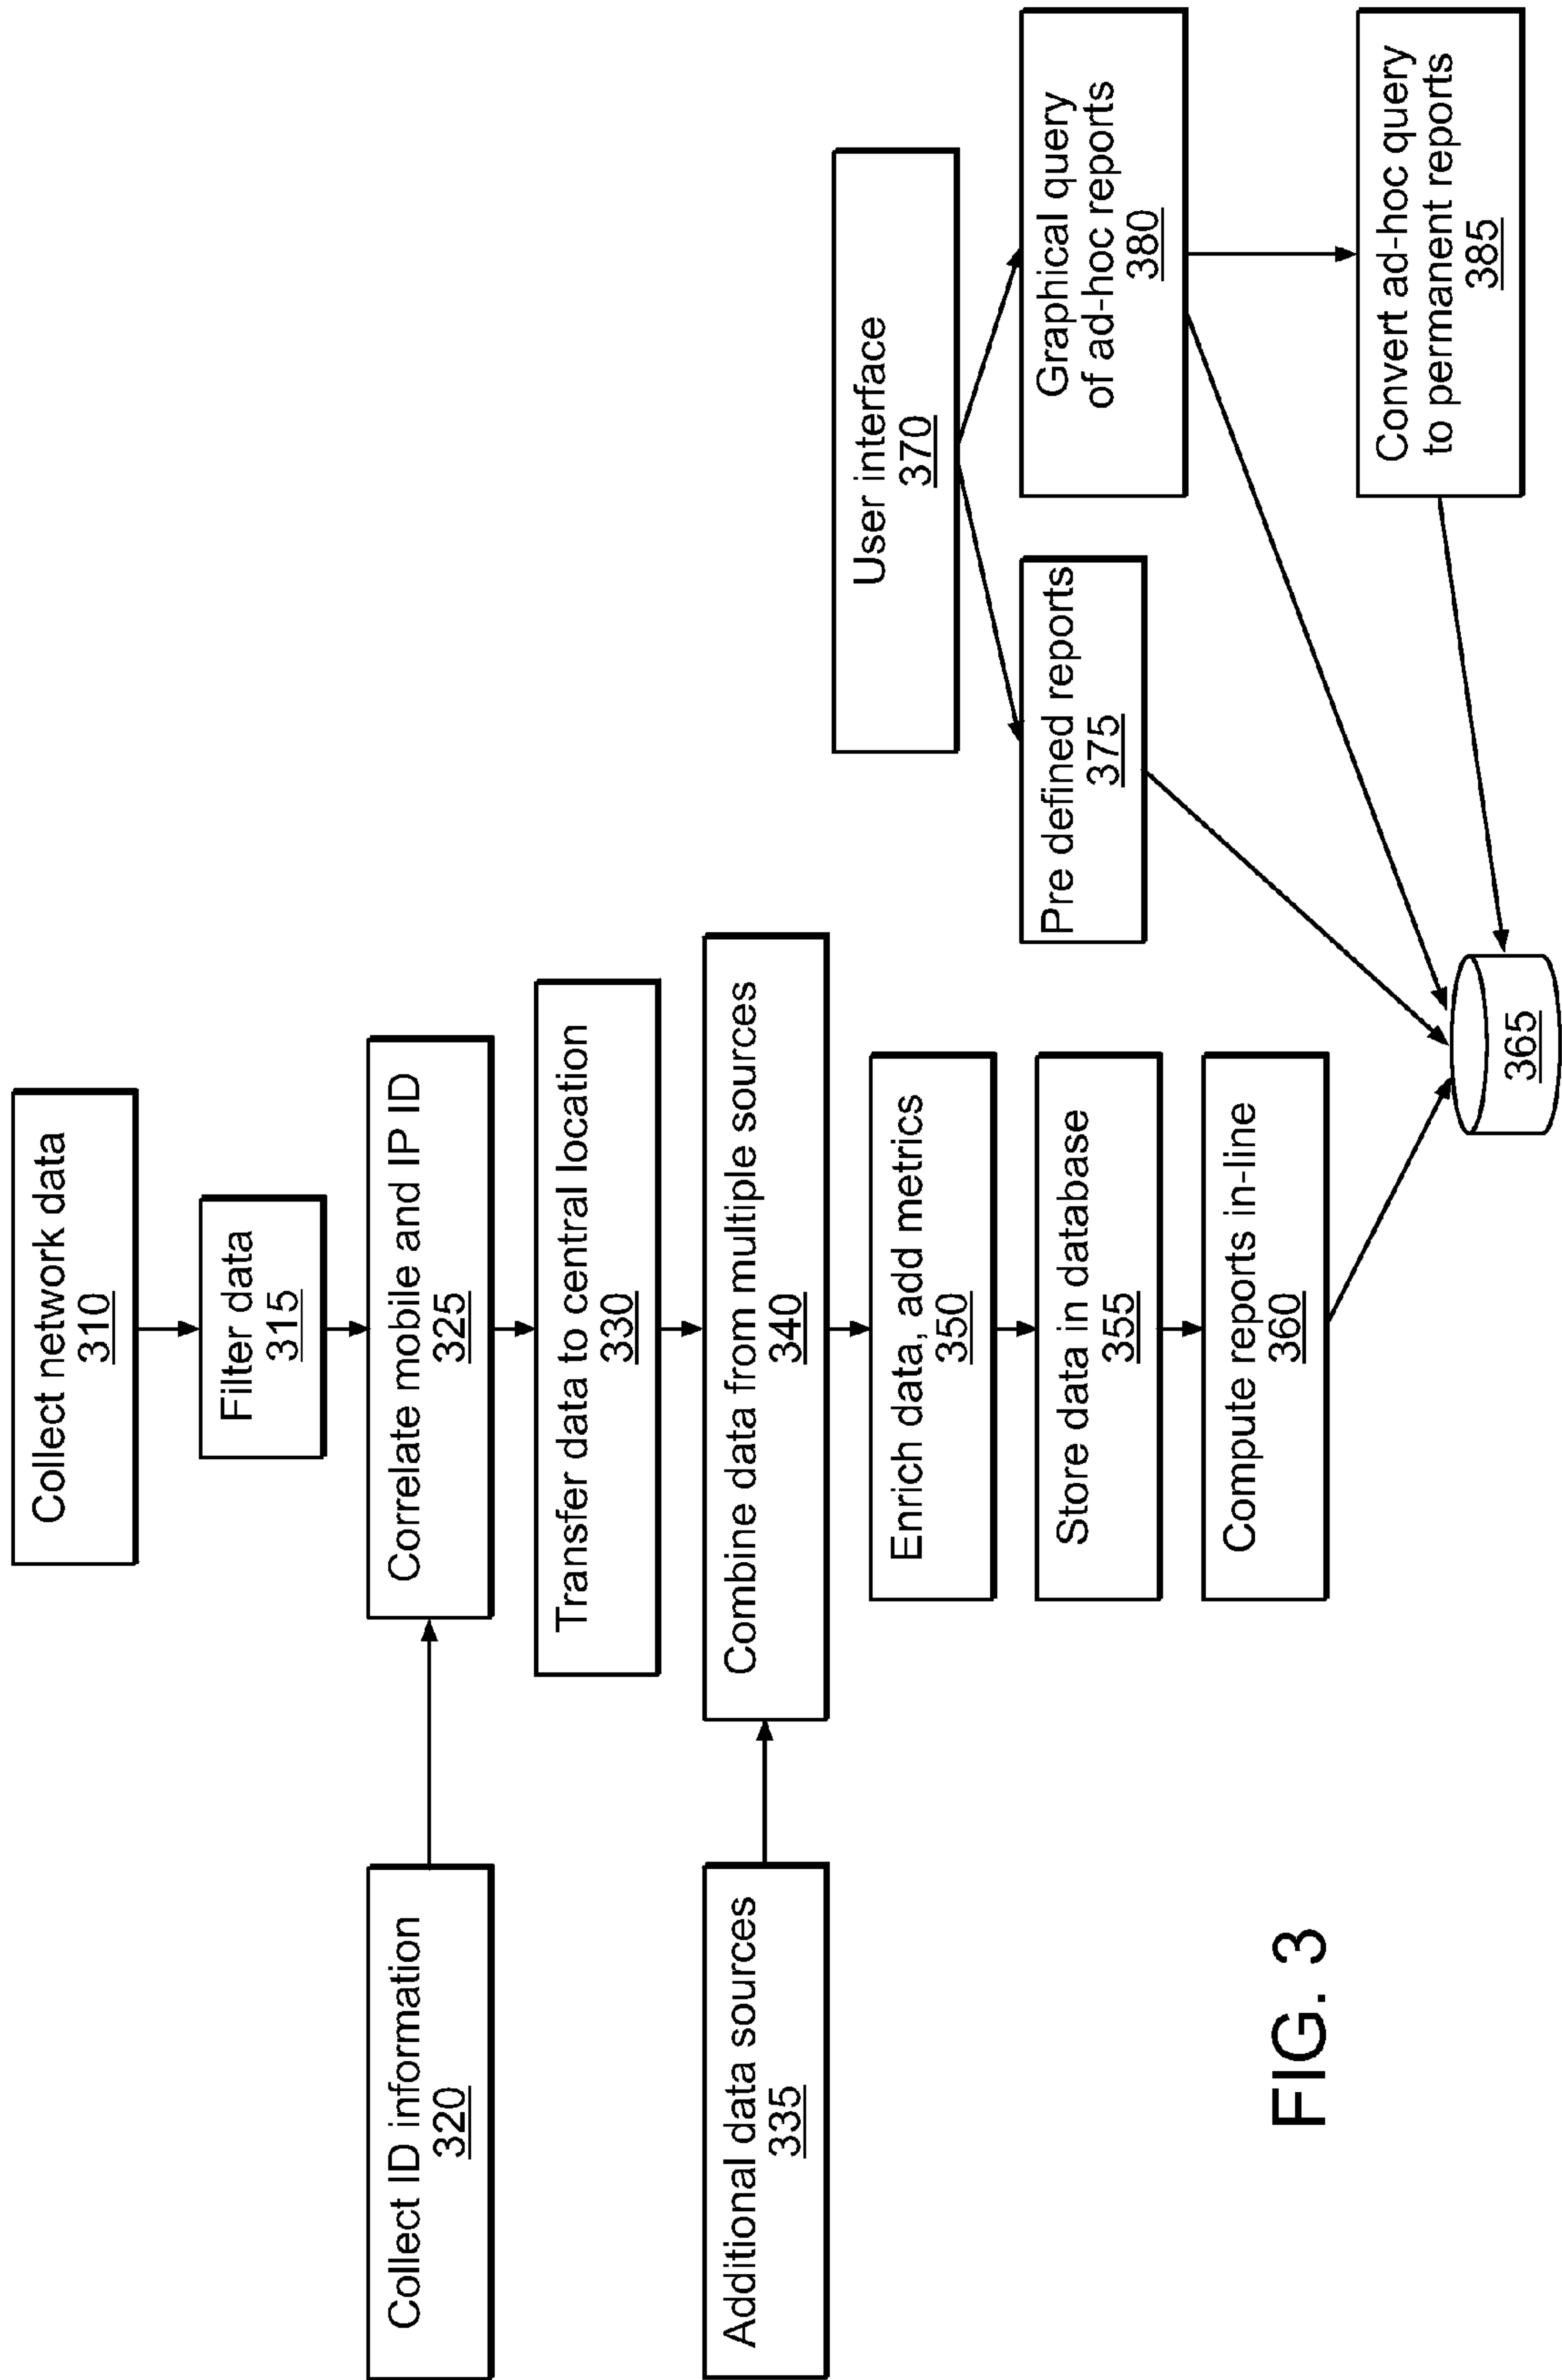 Collect network data
310
Filter data
315
Collect ID information
320
Correlate mobile and IP ID
325
Transfer data to central location
330
Additional data sources
335
Combine data from multiple sources
340
Enrich data, add metrics
350
Store data in database
355
Compute reports in-line
360
365
User interface
370
Pre defined reports
375
Graphical query
of ad-hoc reports
380
Convert ad-hoc query
to permanent reports
385
FIG. 3